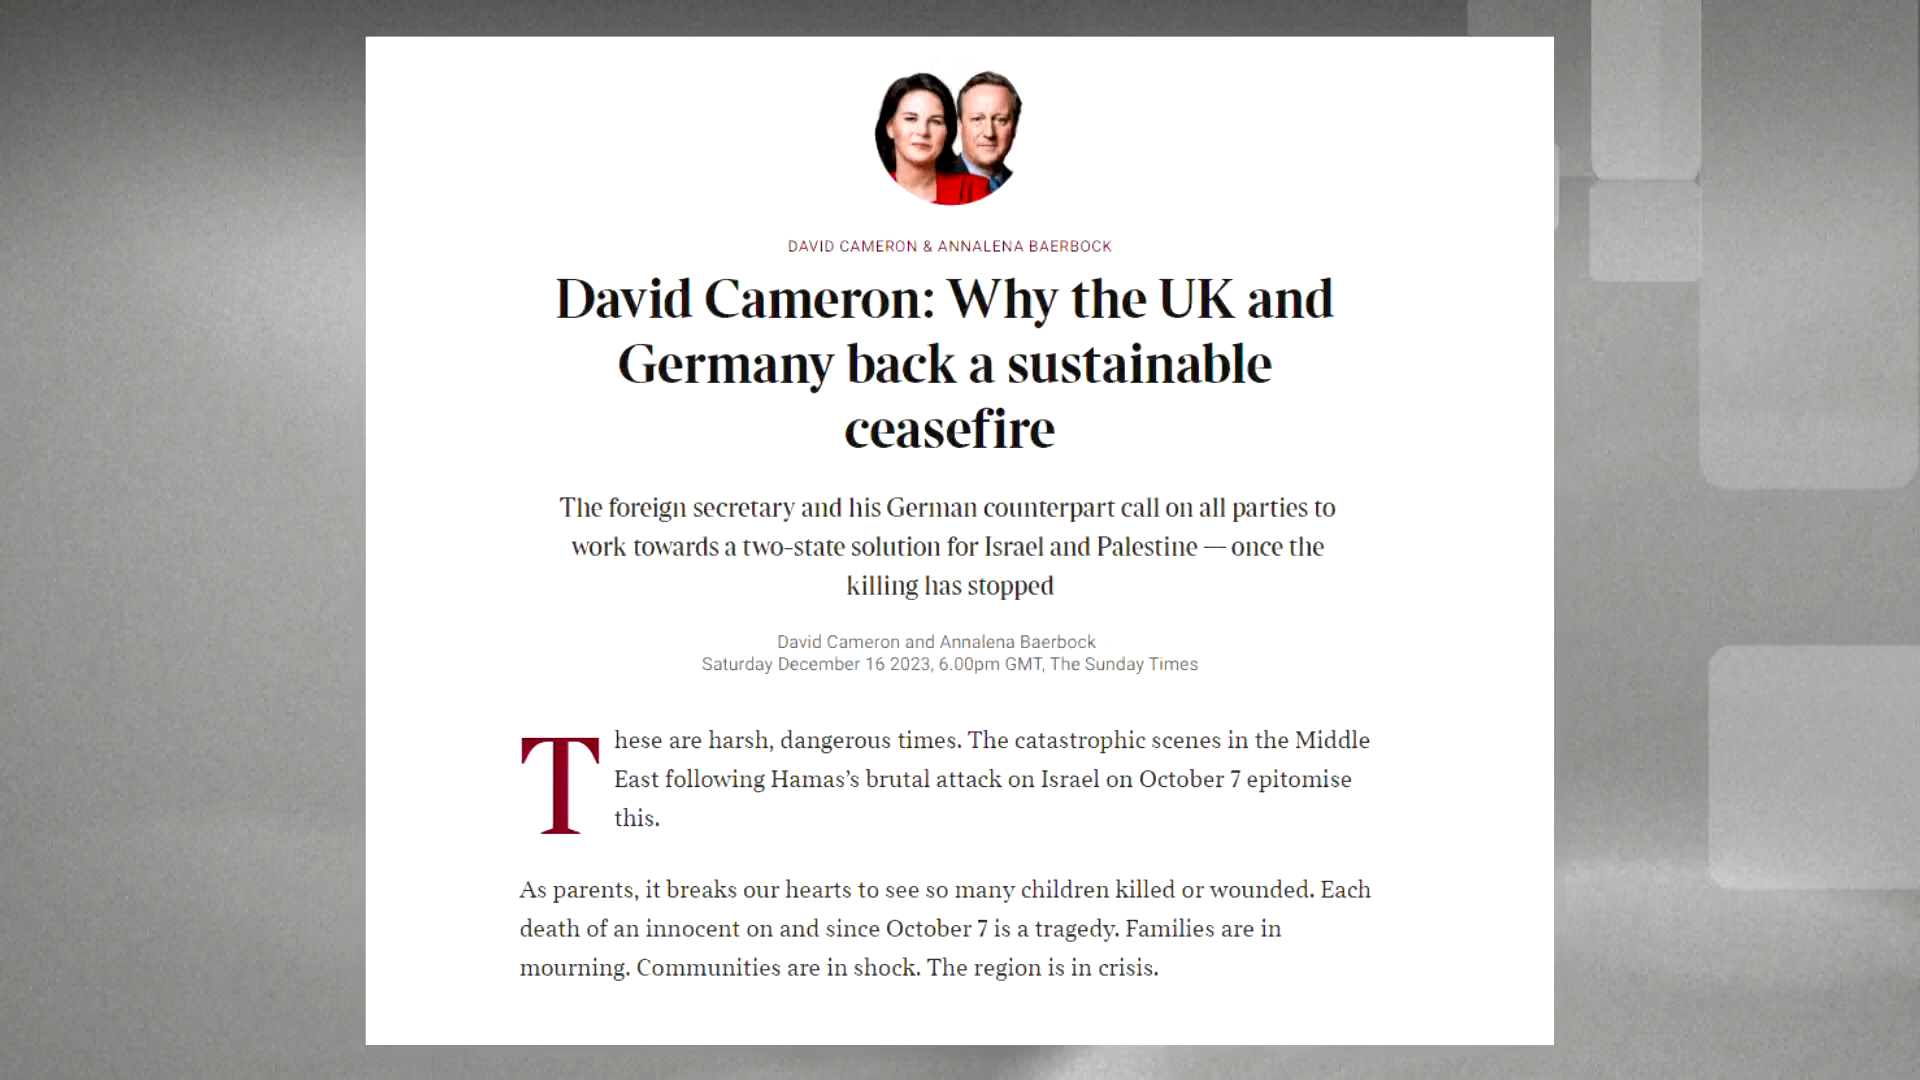 DAVID CAMERON & ANNALENA BAERBOCK
David Cameron: Why the UK and
Germany back a sustainable
ceasefire
The foreign secretary and his German counterpart call on all parties to
work towards a two-state solution for Israel and Palestine — once the
killing has stopped
David Cameron and Annalena Baerbock
Saturday December 16 2023, 6.00pm GMT, The Sunday Times
These are harsh, dangerous times. The catastrophic scenes in the Middle
East following Hamas’s brutal attack on Israel on October 7 epitomise
this.
As parents, it breaks our hearts to see so many children killed or wounded. Each
death of an innocent on and since October 7 is a tragedy. Families are in
mourning. Communities are in shock. The region is in crisis.